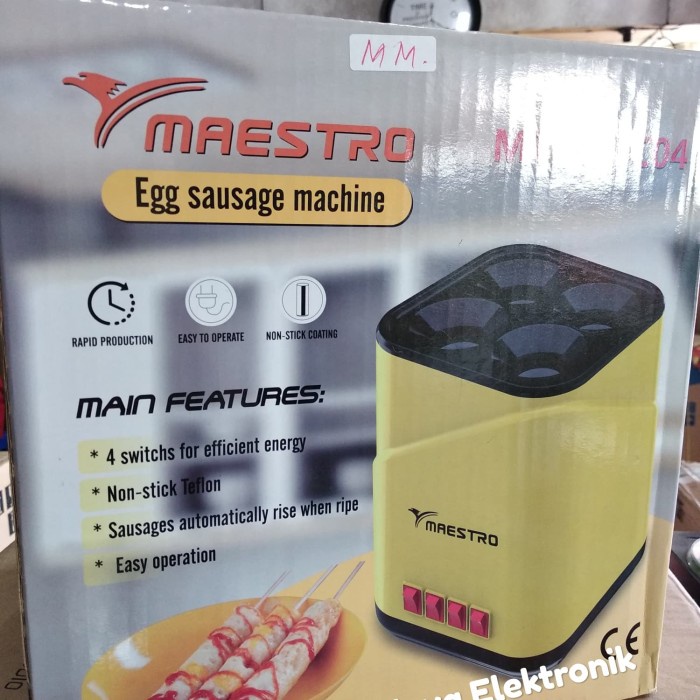 MM.
MAESTRO
Egg sausage machine
RAPID PRODUCTION
EASY TO OPERATE
NON-STICK COATING
MAIN FEATURES:
* 4 switchs for efficient energy
* Non-stick Teflon
* Sausages automatically rise when ripe
* Easy operation
MAESTRO
CE
Elektronik